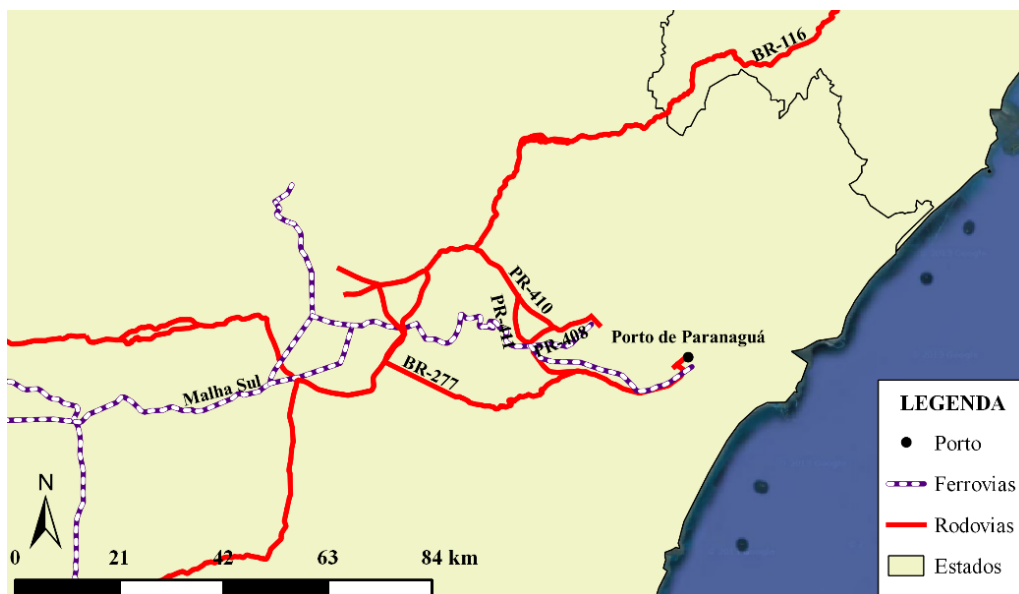 BR-116
PR-410
PR-411
PR-408
Porto de Paranaguá
BR-277
Malha Sul
LEGENDA
Porto
Ferrovias
Rodovias
Estados
N
0 21 42 63 84 km